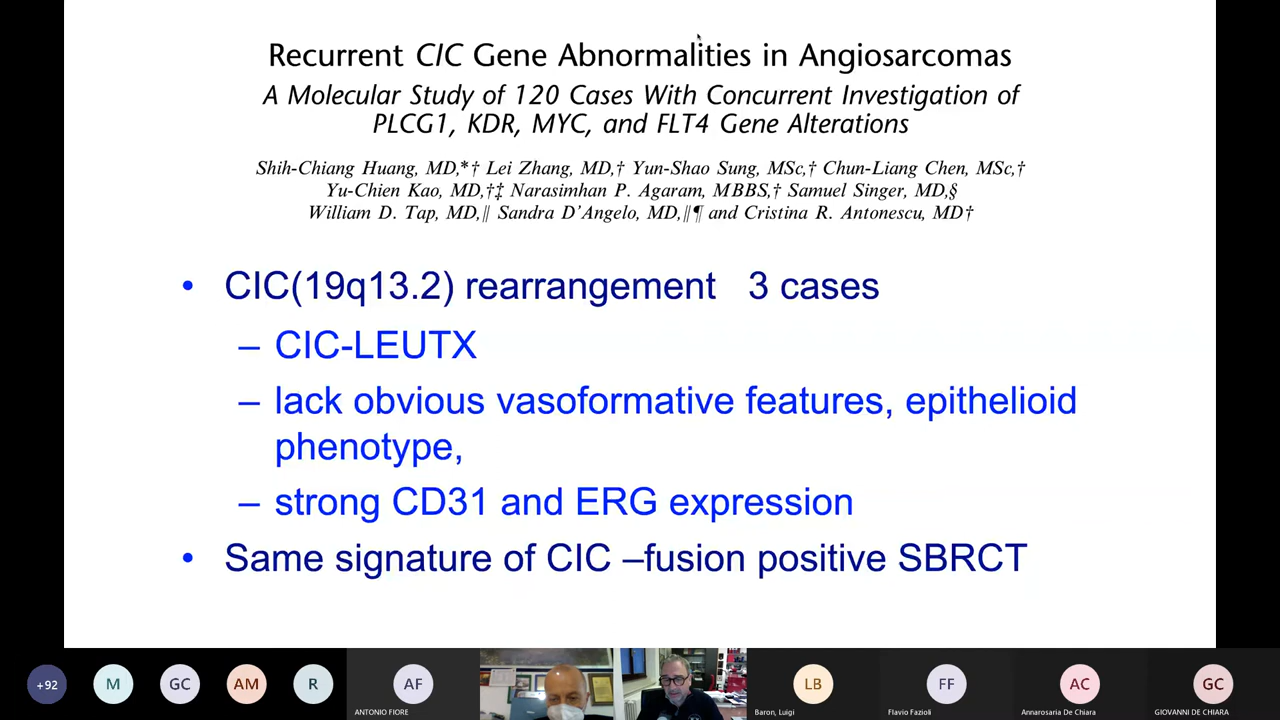 Recurrent CIC Gene Abnormalities in Angiosarcomas
A Molecular Study of 120 Cases With Concurrent Investigation of
PLCG1, KDR, MYC, and FLT4 Gene Alterations
Shih-Chiang Huang, MD,*† Lei Zhang, MD,† Yun-Shao Sung, MSc,† Chun-Liang Chen, MSc,†
Yu-Chien Kao, MD,†‡ Narasimhan P. Agaram, MBBS,† Samuel Singer, MD,§
William D. Tap, MD,∥ Sandra D'Angelo, MD,∥¶ and Cristina R. Antonescu, MD†
• CIC(19q13.2) rearrangement 3 cases
– CIC-LEUTX
– lack obvious vasoformative features, epithelioid
phenotype,
– strong CD31 and ERG expression
• Same signature of CIC –fusion positive SBRCT
+92 M GC AM R AF LB FF AC GC
ANTONIO FIORE Baron, Luigi Flavio Fazioli Annarosaria De Chiara GIOVANNI DE CHIARA